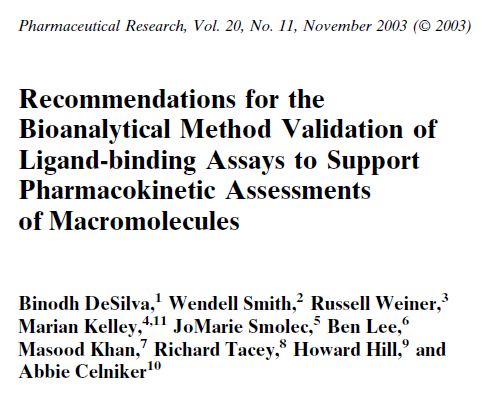 Pharmaceutical Research, Vol. 20, No. 11, November 2003 (© 2003)
Recommendations for the
Bioanalytical Method Validation of
Ligand-binding Assays to Support
Pharmacokinetic Assessments
of Macromolecules
Binodh DeSilva,¹ Wendell Smith,² Russell Weiner,³
Marian Kelley,⁴,¹¹ JoMarie Smolec,⁵ Ben Lee,⁶
Masood Khan,⁷ Richard Tacey,⁸ Howard Hill,⁹ and
Abbie Celniker¹⁰